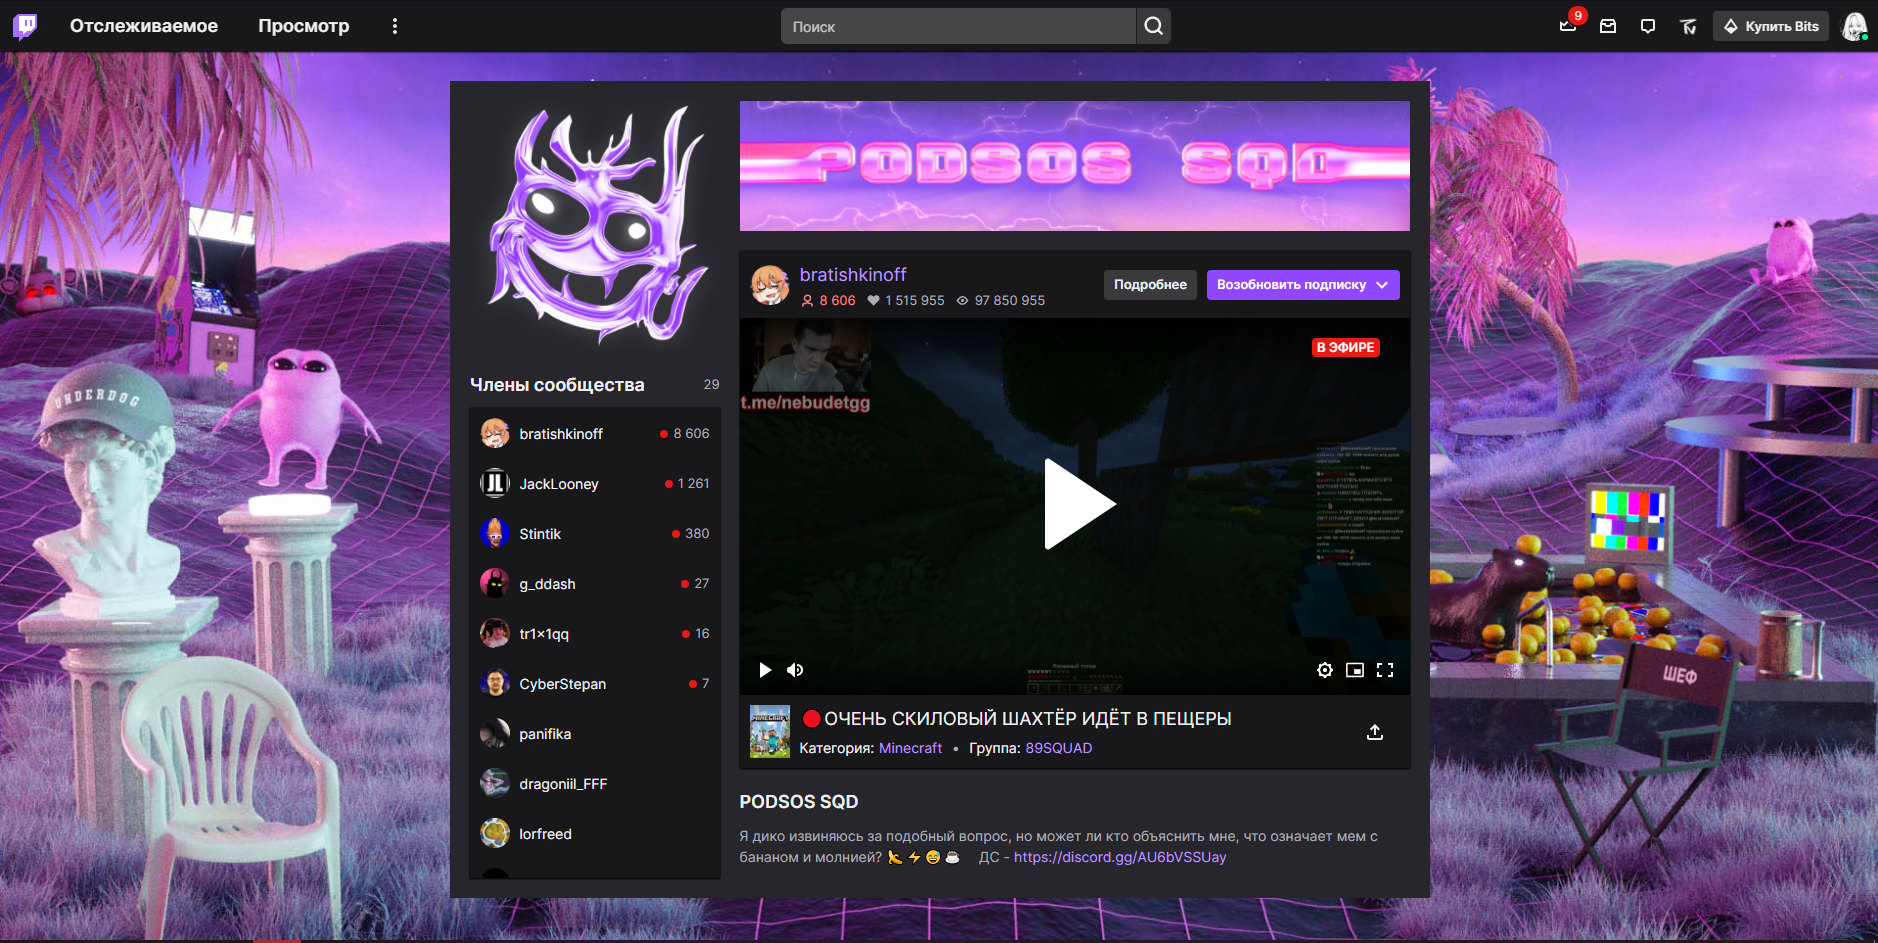 Отслеживаемое
Просмотр
Поиск
9
Купить Bits
PODSOS SQD
bratishkinoff
8 606
1 515 955
97 850 955
Подробнее
Возобновить подписку
В ЭФИРЕ
t.me/nebudetgg
Члены сообщества
29
bratishkinoff
8 606
JL
JackLooney
1 261
Stintik
380
g_ddash
27
tr1×1qq
16
CyberStepan
7
panifika
dragoniil_FFF
lorfreed
UNDERDOG
ШЕФ
MINECRAFT
ОЧЕНЬ СКИЛОВЫЙ ШАХТЁР ИДЁТ В ПЕЩЕРЫ
Категория: Minecraft • Группа: 89SQUAD
PODSOS SQD
Я дико извиняюсь за подобный вопрос, но может ли кто объяснить мне, что означает мем с
бананом и молнией? 🍌⚡😅☕ ДС - https://discord.gg/AU6bVSSUay